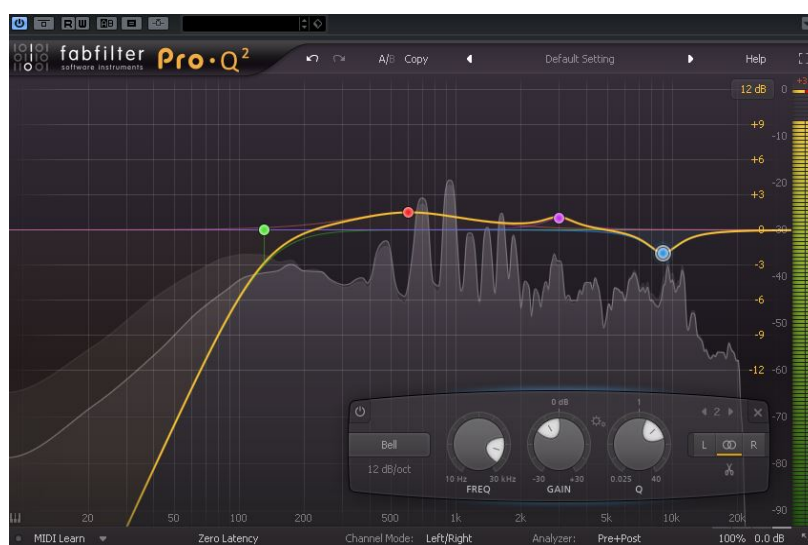 R W
fabfilter Pro·Q²
software instruments
A/B Copy Default Setting Help
12 dB 0
+9
-10
+6
-20
+3
0 -30
-3
-40
-6
-50
-9
-12 -60
0 dB 1 2
Bell L R
-70
12 dB/oct
10 Hz 30 kHz -30 +30 0.025 40
FREQ GAIN Q
-80
-90
20 50 100 200 500 1k 2k 5k 10k 20k
MIDI Learn Zero Latency Channel Mode: Left/Right Analyzer: Pre+Post 100% 0.0 dB